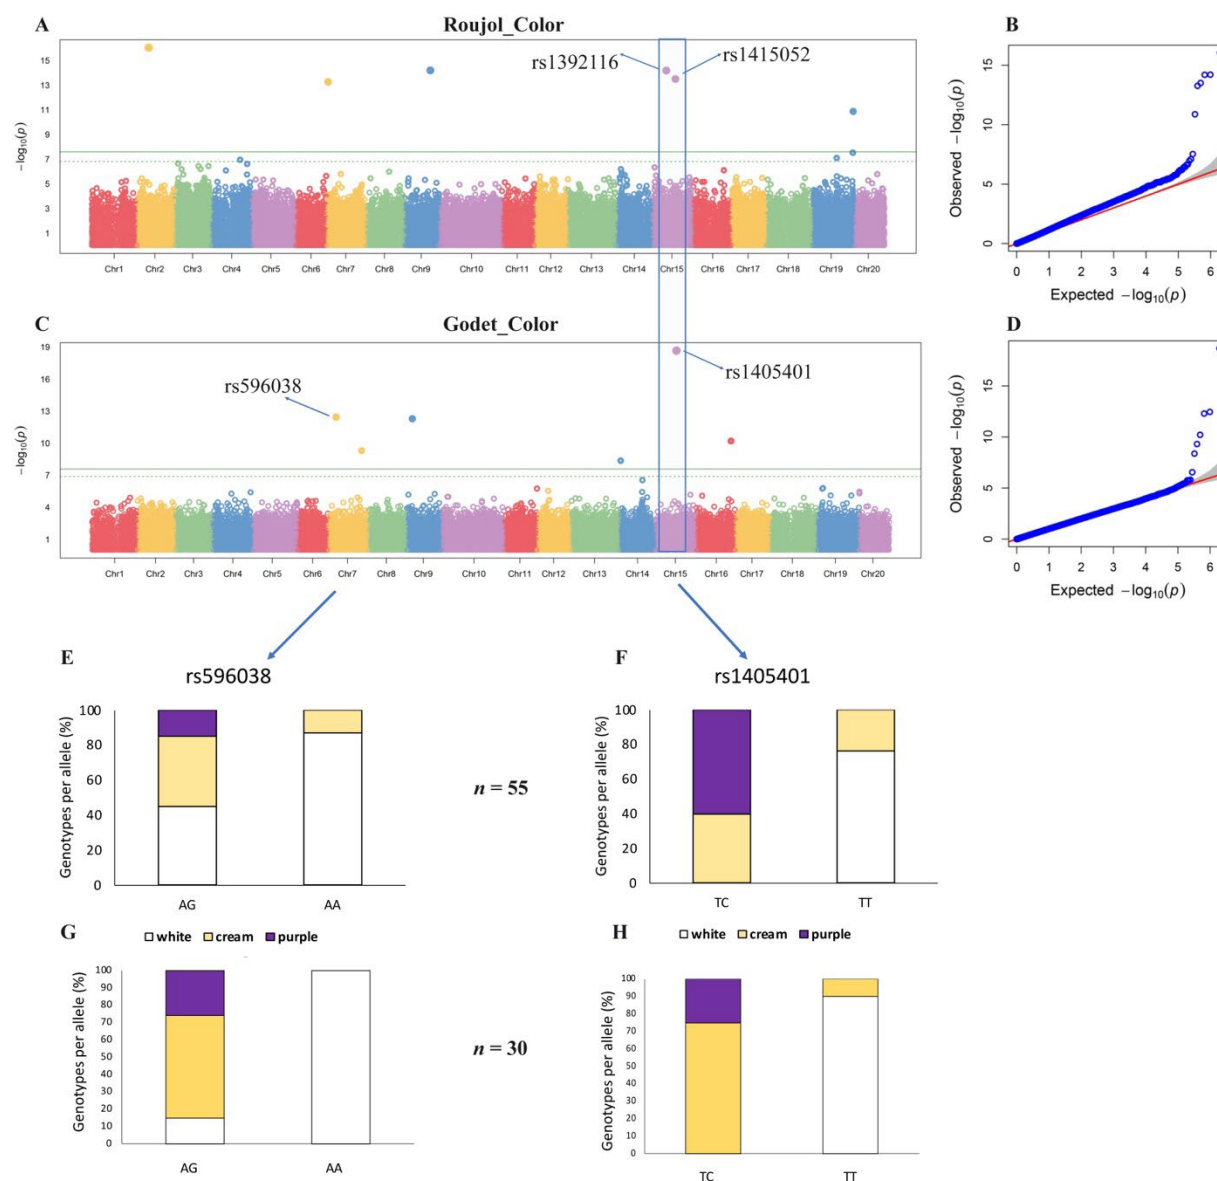 A
Roujol_Color
B
−log10(p)
15
13
11
9
7
5
3
1
rs1392116
rs1415052
Chr1 Chr2 Chr3 Chr4 Chr5 Chr6 Chr7 Chr8 Chr9 Chr10 Chr11 Chr12 Chr13 Chr14 Chr15 Chr16 Chr17 Chr18 Chr19 Chr20
Observed −log10(p)
15
10
5
0
0 1 2 3 4 5 6
Expected −log10(p)
C
Godet_Color
D
−log10(p)
19
16
13
10
7
4
1
rs596038
rs1405401
Chr1 Chr2 Chr3 Chr4 Chr5 Chr6 Chr7 Chr8 Chr9 Chr10 Chr11 Chr12 Chr13 Chr14 Chr15 Chr16 Chr17 Chr18 Chr19 Chr20
Observed −log10(p)
15
10
5
0
0 1 2 3 4 5 6
Expected −log10(p)
E
rs596038
Genotypes per allele (%)
100
80
60
40
20
0
AG AA
n = 55
F
rs1405401
Genotypes per allele (%)
100
80
60
40
20
0
TC TT
G
white cream purple
Genotypes per allele (%)
100
90
80
70
60
50
40
30
20
10
0
AG AA
n = 30
H
white cream purple
Genotypes per allele (%)
100
90
80
70
60
50
40
30
20
10
0
TC TT